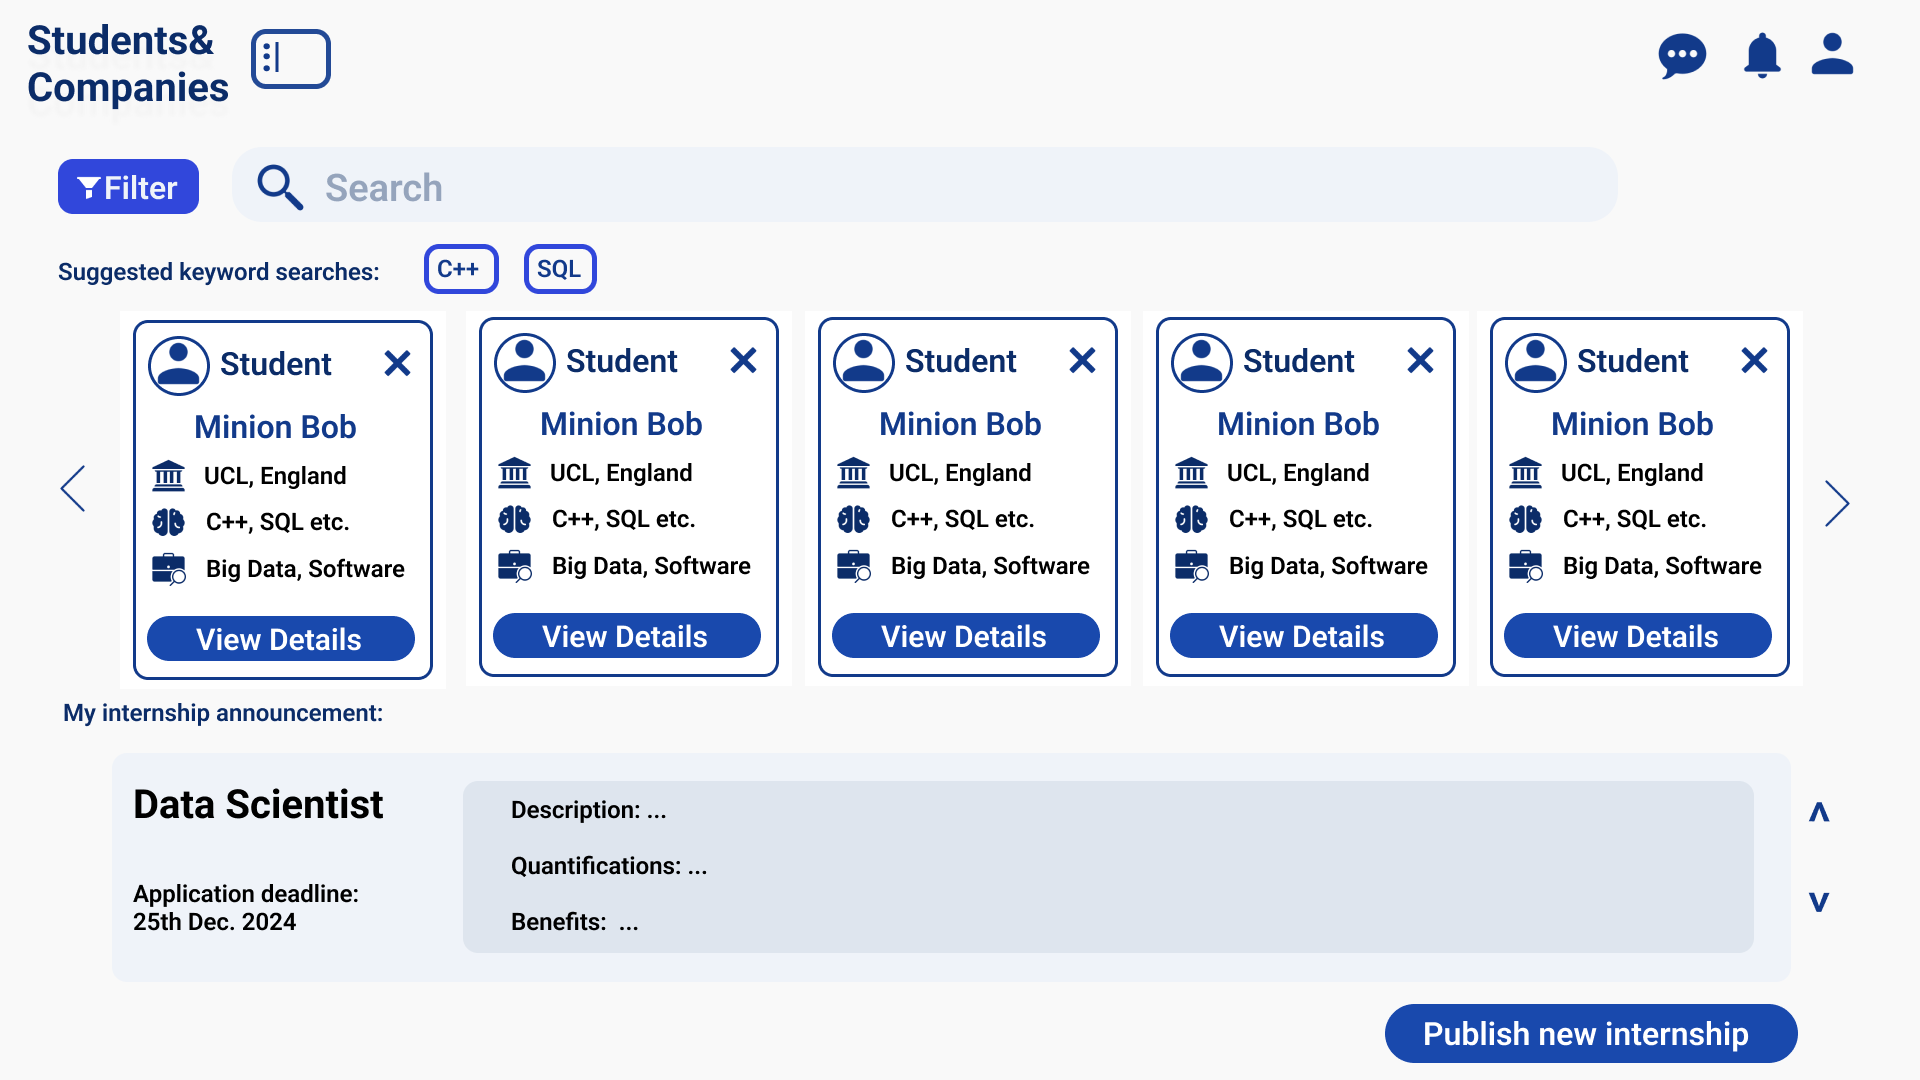 Students&
Companies
Filter
Search
Suggested keyword searches:
C++
SQL
Student
Minion Bob
UCL, England
C++, SQL etc.
Big Data, Software
View Details
Student
Minion Bob
UCL, England
C++, SQL etc.
Big Data, Software
View Details
Student
Minion Bob
UCL, England
C++, SQL etc.
Big Data, Software
View Details
Student
Minion Bob
UCL, England
C++, SQL etc.
Big Data, Software
View Details
Student
Minion Bob
UCL, England
C++, SQL etc.
Big Data, Software
View Details
My internship announcement:
Data Scientist
Application deadline:
25th Dec. 2024
Description: ...
Quantifications: ...
Benefits:  ...
Publish new internship